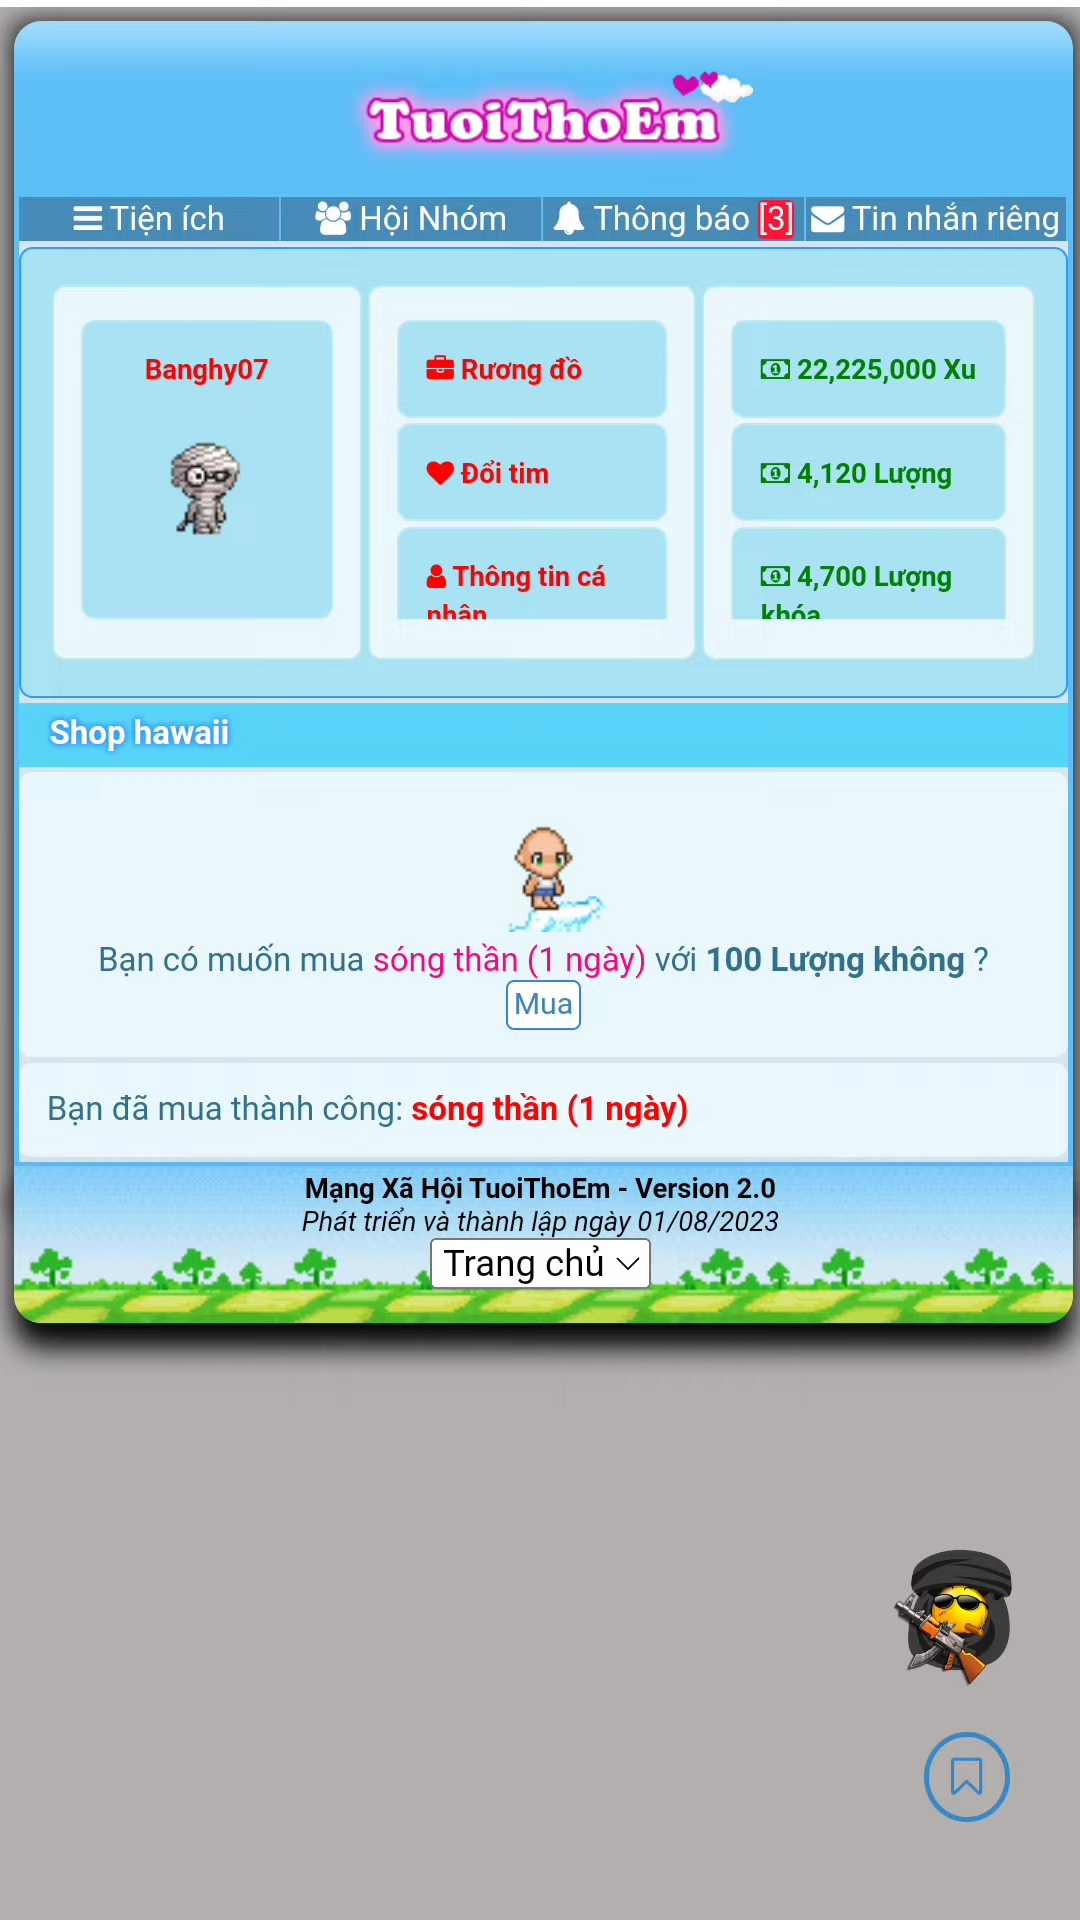 TuoiThoEm
Tiện ích Hội Nhóm Thông báo [3] Tin nhắn riêng
Banghy07
Rương đồ
Đổi tim
Thông tin cá
nhân
22,225,000 Xu
4,120 Lượng
4,700 Lượng
khóa
Shop hawaii
Bạn có muốn mua sóng thần (1 ngày) với 100 Lượng không ?
Mua
Bạn đã mua thành công: sóng thần (1 ngày)
Mạng Xã Hội TuoiThoEm - Version 2.0
Phát triển và thành lập ngày 01/08/2023
Trang chủ